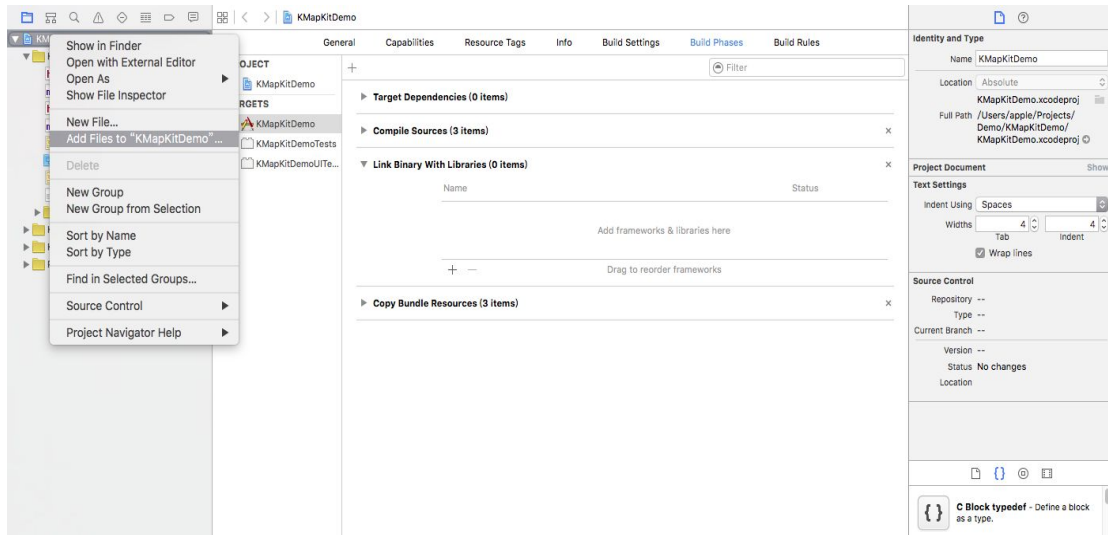 KMapKitDemo
General Capabilities Resource Tags Info Build Settings Build Phases Build Rules
KM
Show in Finder
Open with External Editor
Open As
Show File Inspector
New File...
Add Files to “KMapKitDemo”...
Delete
New Group
New Group from Selection
Sort by Name
Sort by Type
Find in Selected Groups...
Source Control
Project Navigator Help
OJECT
KMapKitDemo
RGETS
KMapKitDemo
KMapKitDemoTests
KMapKitDemoUITe...
+
Filter
Target Dependencies (0 items)
Compile Sources (3 items)
Link Binary With Libraries (0 items)
Name Status
Add frameworks & libraries here
+ − Drag to reorder frameworks
Copy Bundle Resources (3 items)
Identity and Type
Name KMapKitDemo
Location Absolute
KMapKitDemo.xcodeproj
Full Path /Users/apple/Projects/
Demo/KMapKitDemo/
KMapKitDemo.xcodeproj
Project Document Show
Text Settings
Indent Using Spaces
Widths 4 4
Tab Indent
Wrap lines
Source Control
Repository --
Type --
Current Branch --
Version --
Status No changes
Location
{ }
{ } C Block typedef - Define a block
as a type.